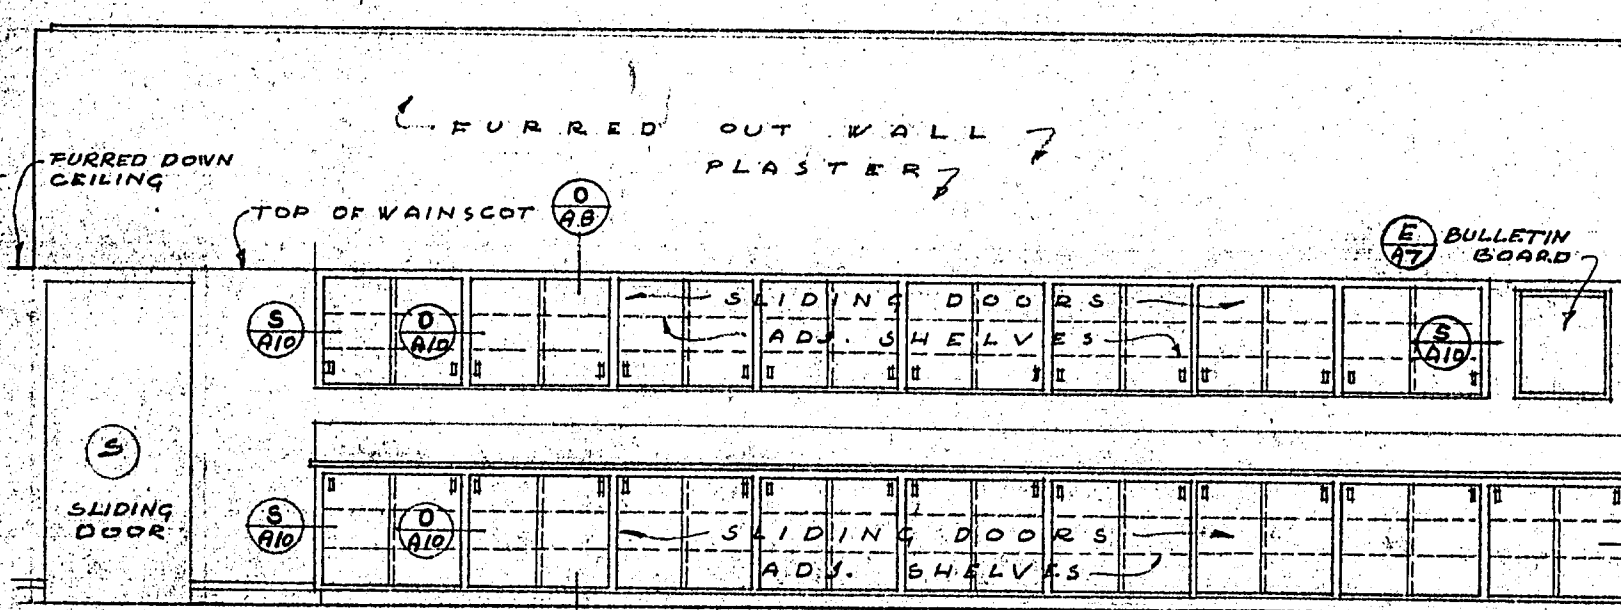 FURRED OUT WALL
PLASTER
FURRED DOWN
CEILING
TOP OF WAINSCOT
O
A8
E
A7
BULLETIN
BOARD
SLIDING DOORS
ADJ. SHELVES
S
A10
D
A10
S
A10
S
SLIDING
DOOR
S
A10
D
A10
SLIDING DOORS
ADJ. SHELVES